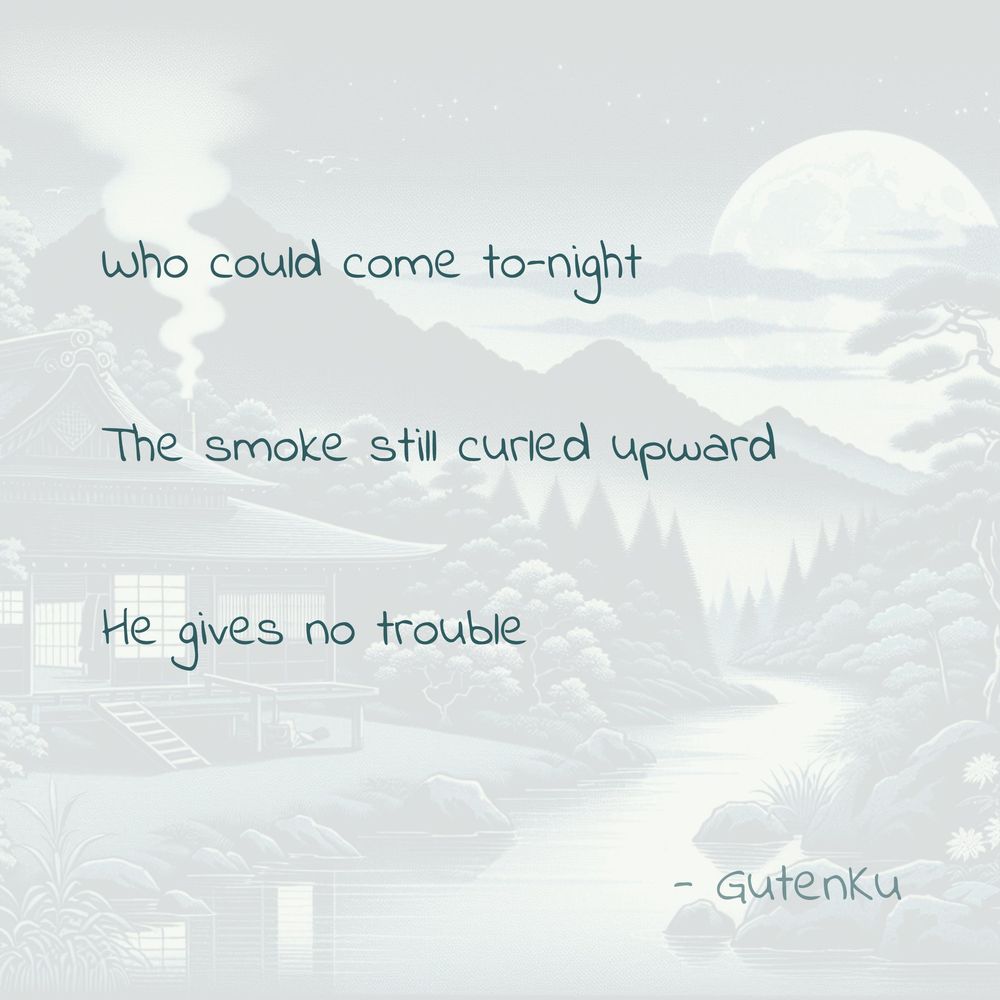 Who could come to-night
The smoke still curled upward
He gives no trouble
- GutenKu